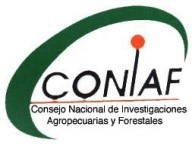 CONIAF
Consejo Nacional de Investigaciones
Agropecuarias y Forestales